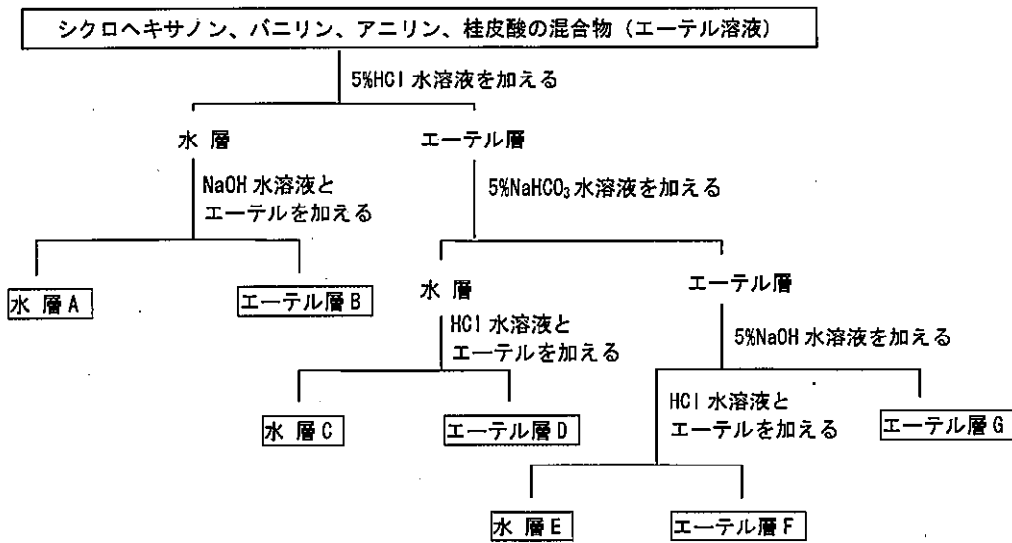 シクロヘキサノン、バニリン、アニリン、桂皮酸の混合物（エーテル溶液）
5%HCl 水溶液を加える
水 層
エーテル層
NaOH 水溶液と
エーテルを加える
5%NaHCO₃ 水溶液を加える
水 層 A
エーテル層 B
水 層
エーテル層
HCl 水溶液と
エーテルを加える
5%NaOH 水溶液を加える
水 層 C
エーテル層 D
HCl 水溶液と
エーテルを加える
エーテル層 G
水 層 E
エーテル層 F